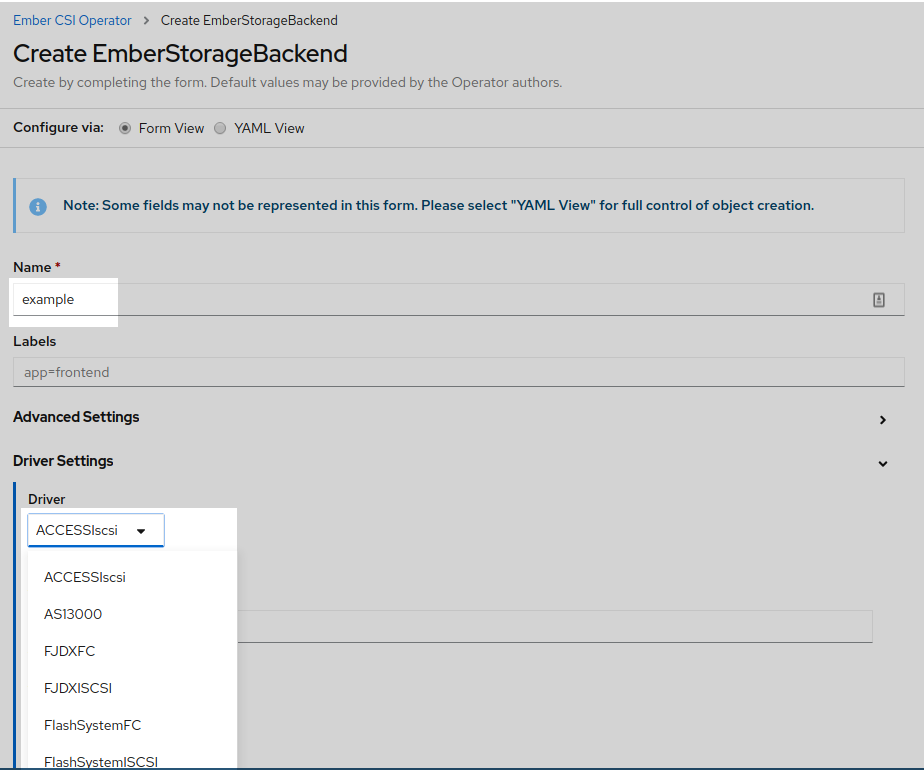 Ember CSI Operator > Create EmberStorageBackend
Create EmberStorageBackend
Create by completing the form. Default values may be provided by the Operator authors.
Configure via: Form View YAML View
Note: Some fields may not be represented in this form. Please select "YAML View" for full control of object creation.
Name *
example
Labels
app=frontend
Advanced Settings
Driver Settings
Driver
ACCESSIscsi
ACCESSIscsi
AS13000
FJDXFC
FJDXISCSI
FlashSystemFC
FlashSystemISCSI